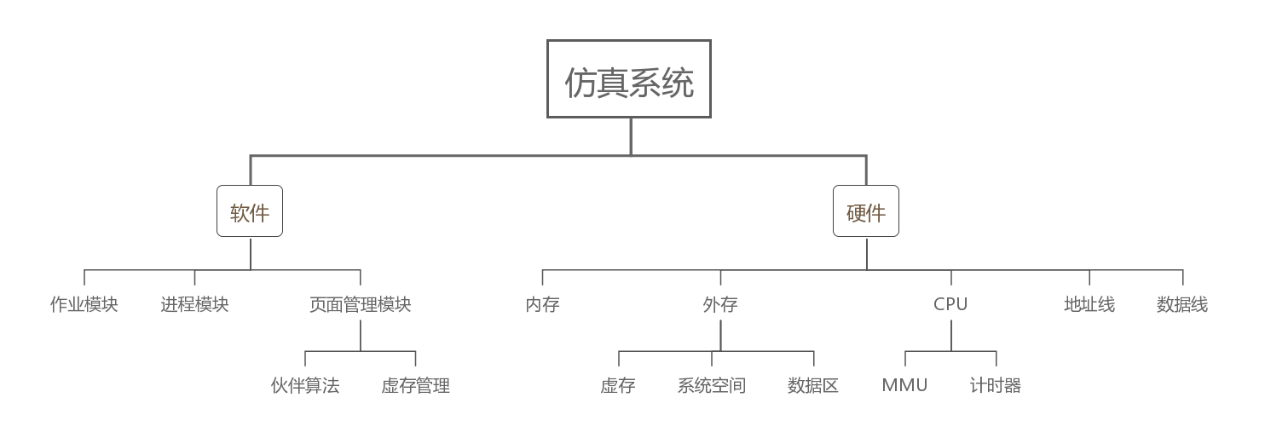 仿真系统
软件
硬件
作业模块
进程模块
页面管理模块
内存
外存
CPU
地址线
数据线
伙伴算法
虚存管理
虚存
系统空间
数据区
MMU
计时器